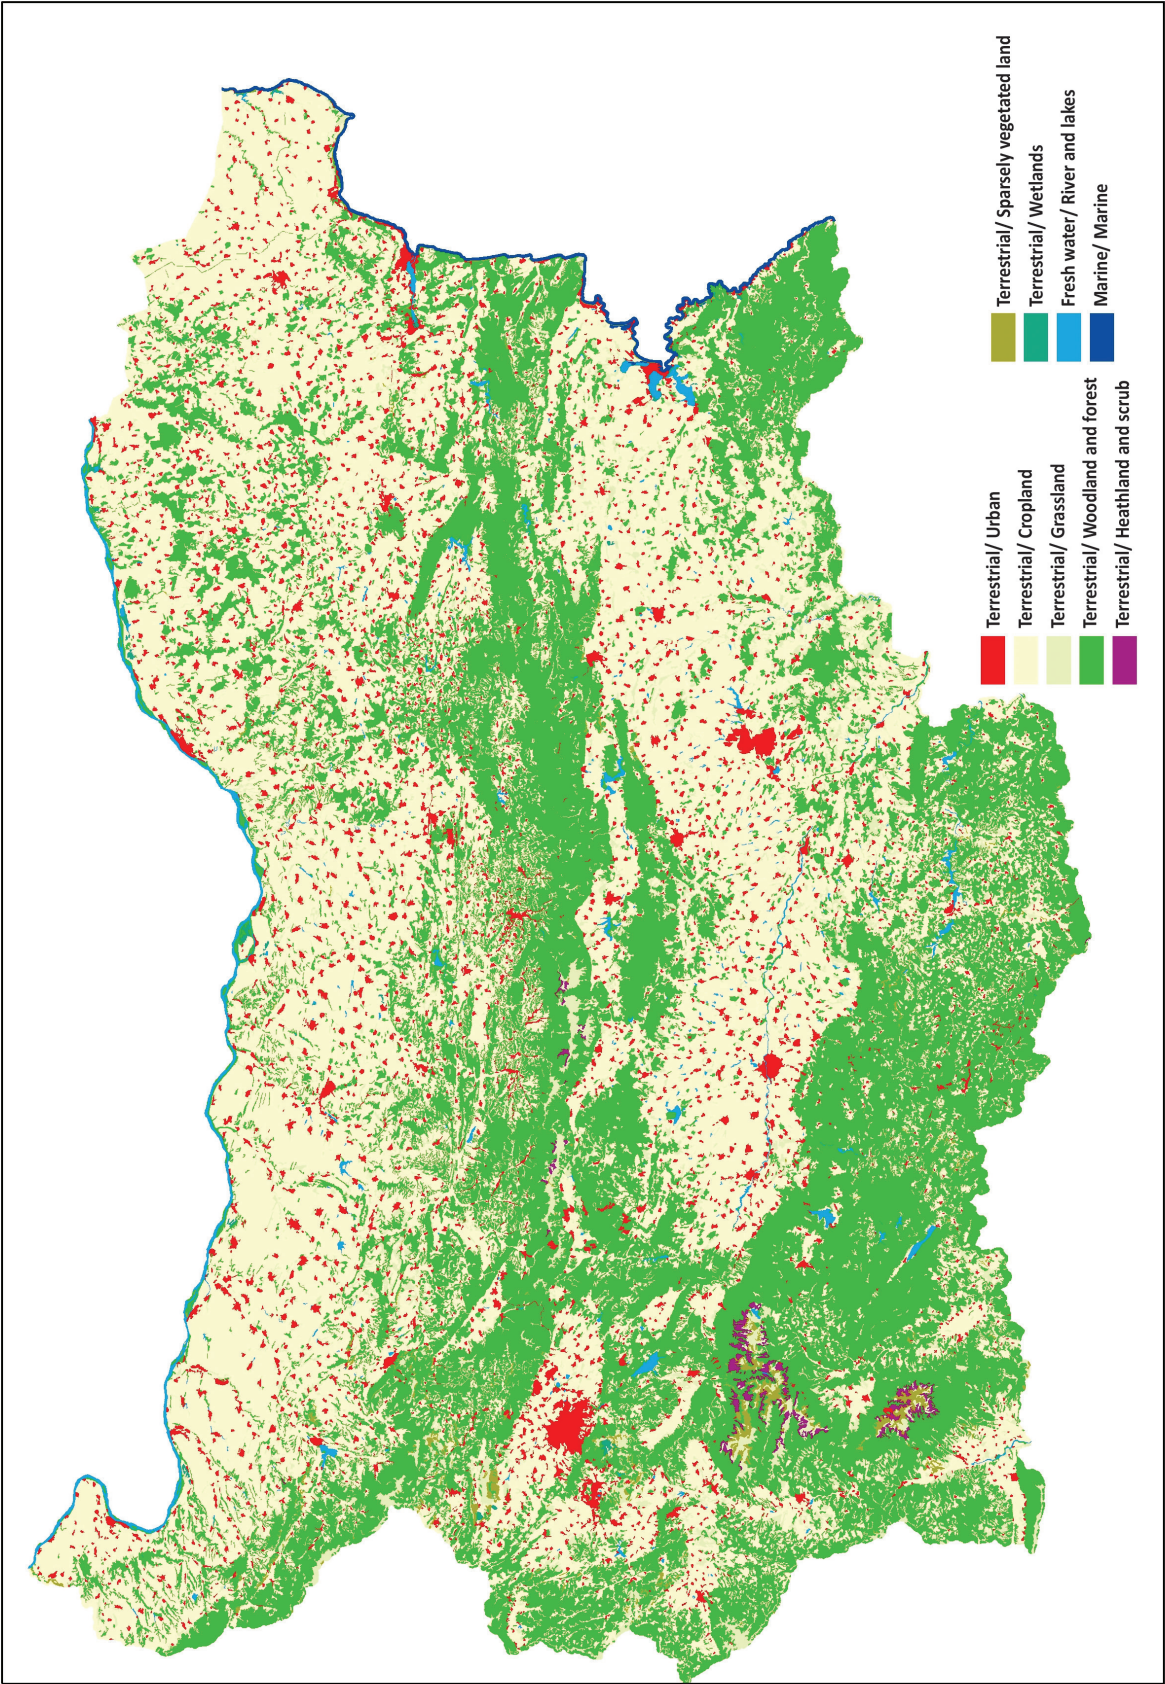 Terrestrial/ Urban
Terrestrial/ Cropland
Terrestrial/ Grassland
Terrestrial/ Woodland and forest
Terrestrial/ Heathland and scrub
Terrestrial/ Sparsely vegetated land
Terrestrial/ Wetlands
Fresh water/ River and lakes
Marine/ Marine